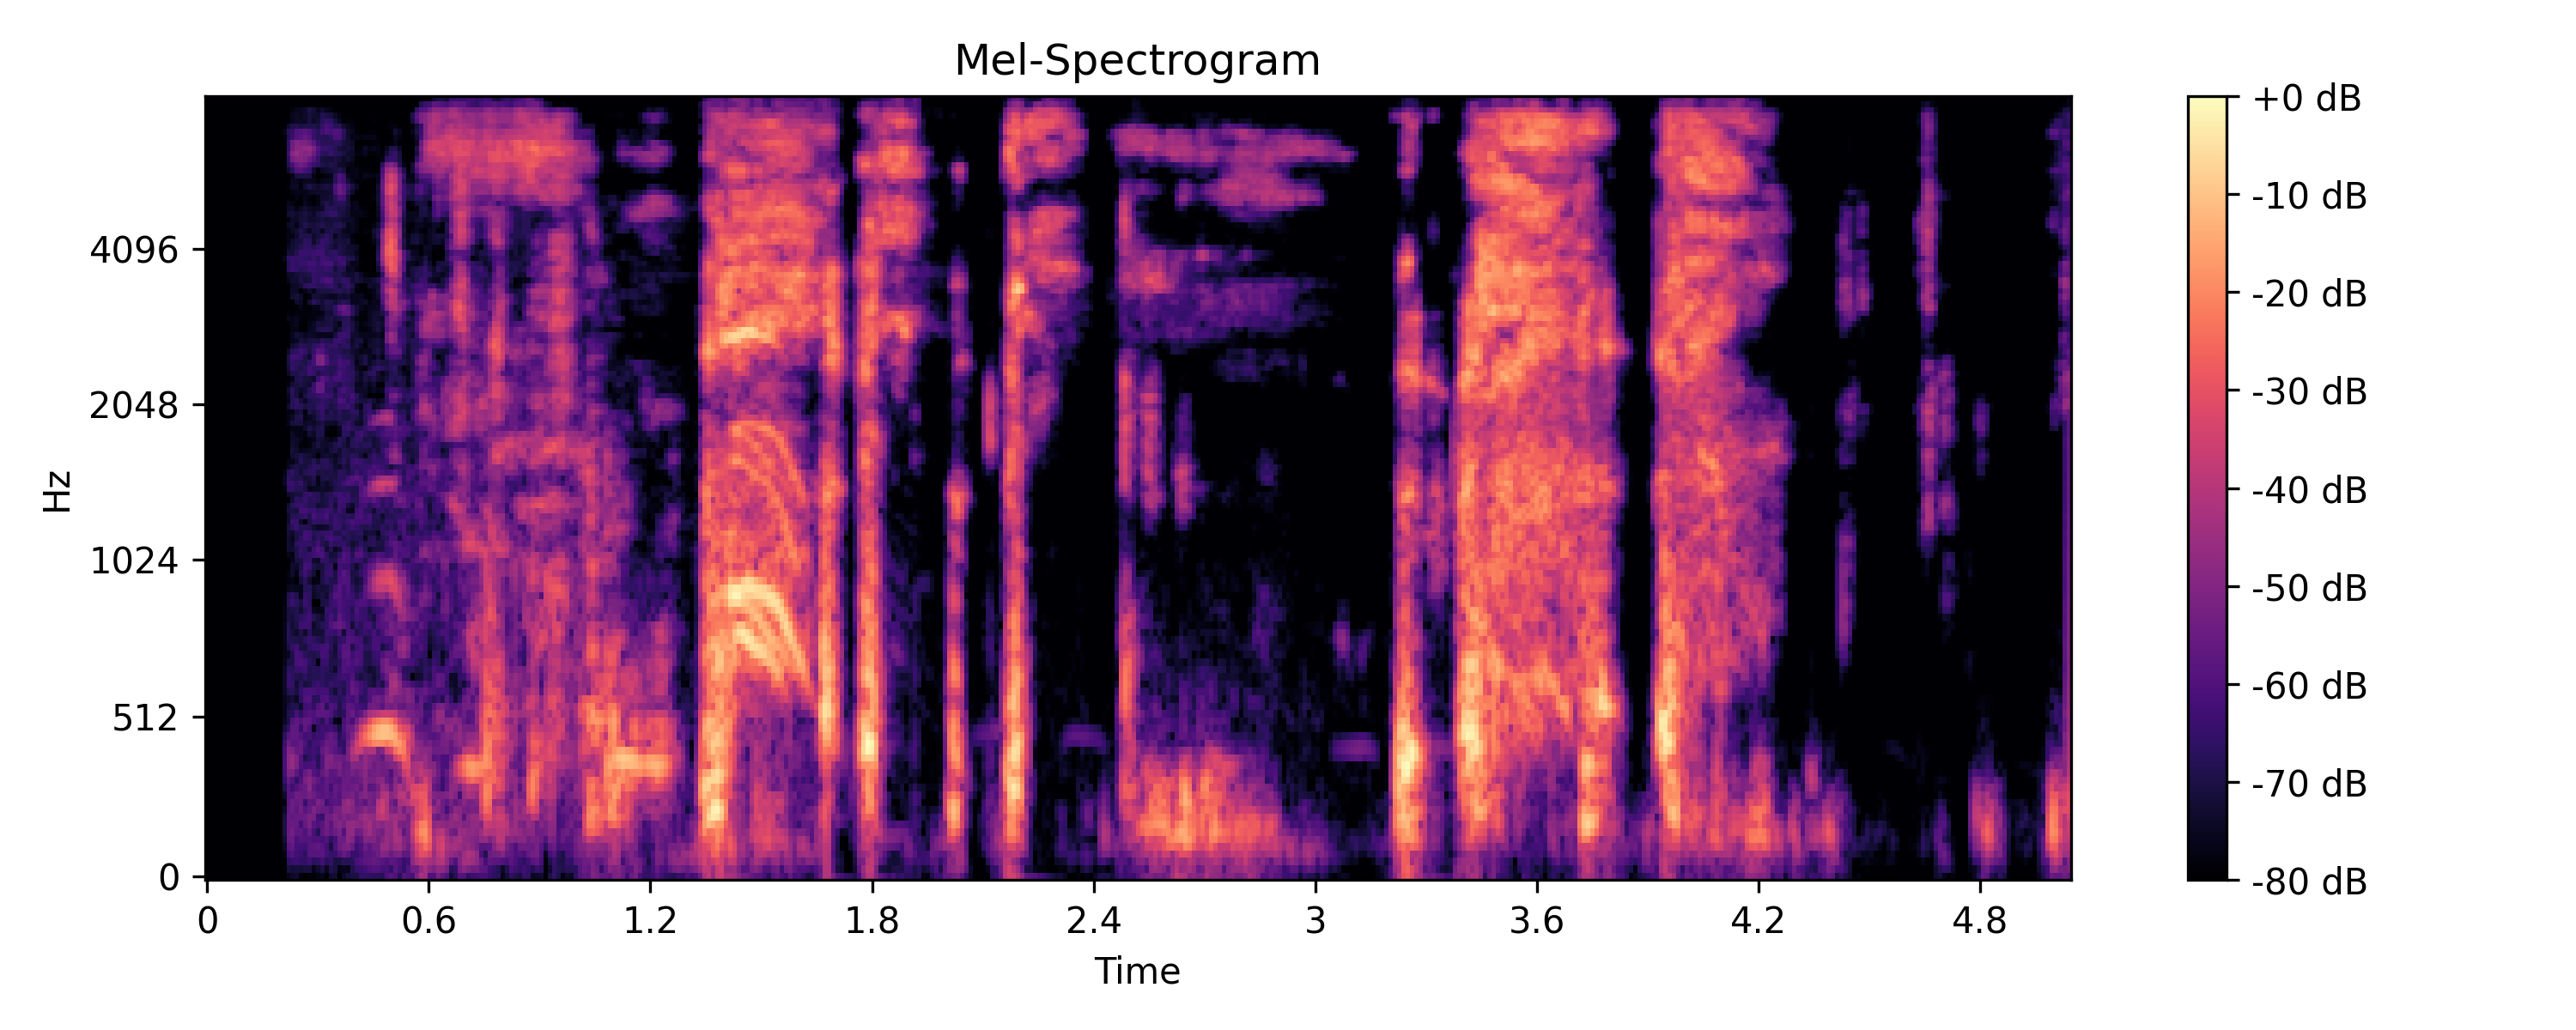 Mel-Spectrogram
Hz
4096
2048
1024
512
0
0 0.6 1.2 1.8 2.4 3 3.6 4.2 4.8
Time
+0 dB
-10 dB
-20 dB
-30 dB
-40 dB
-50 dB
-60 dB
-70 dB
-80 dB